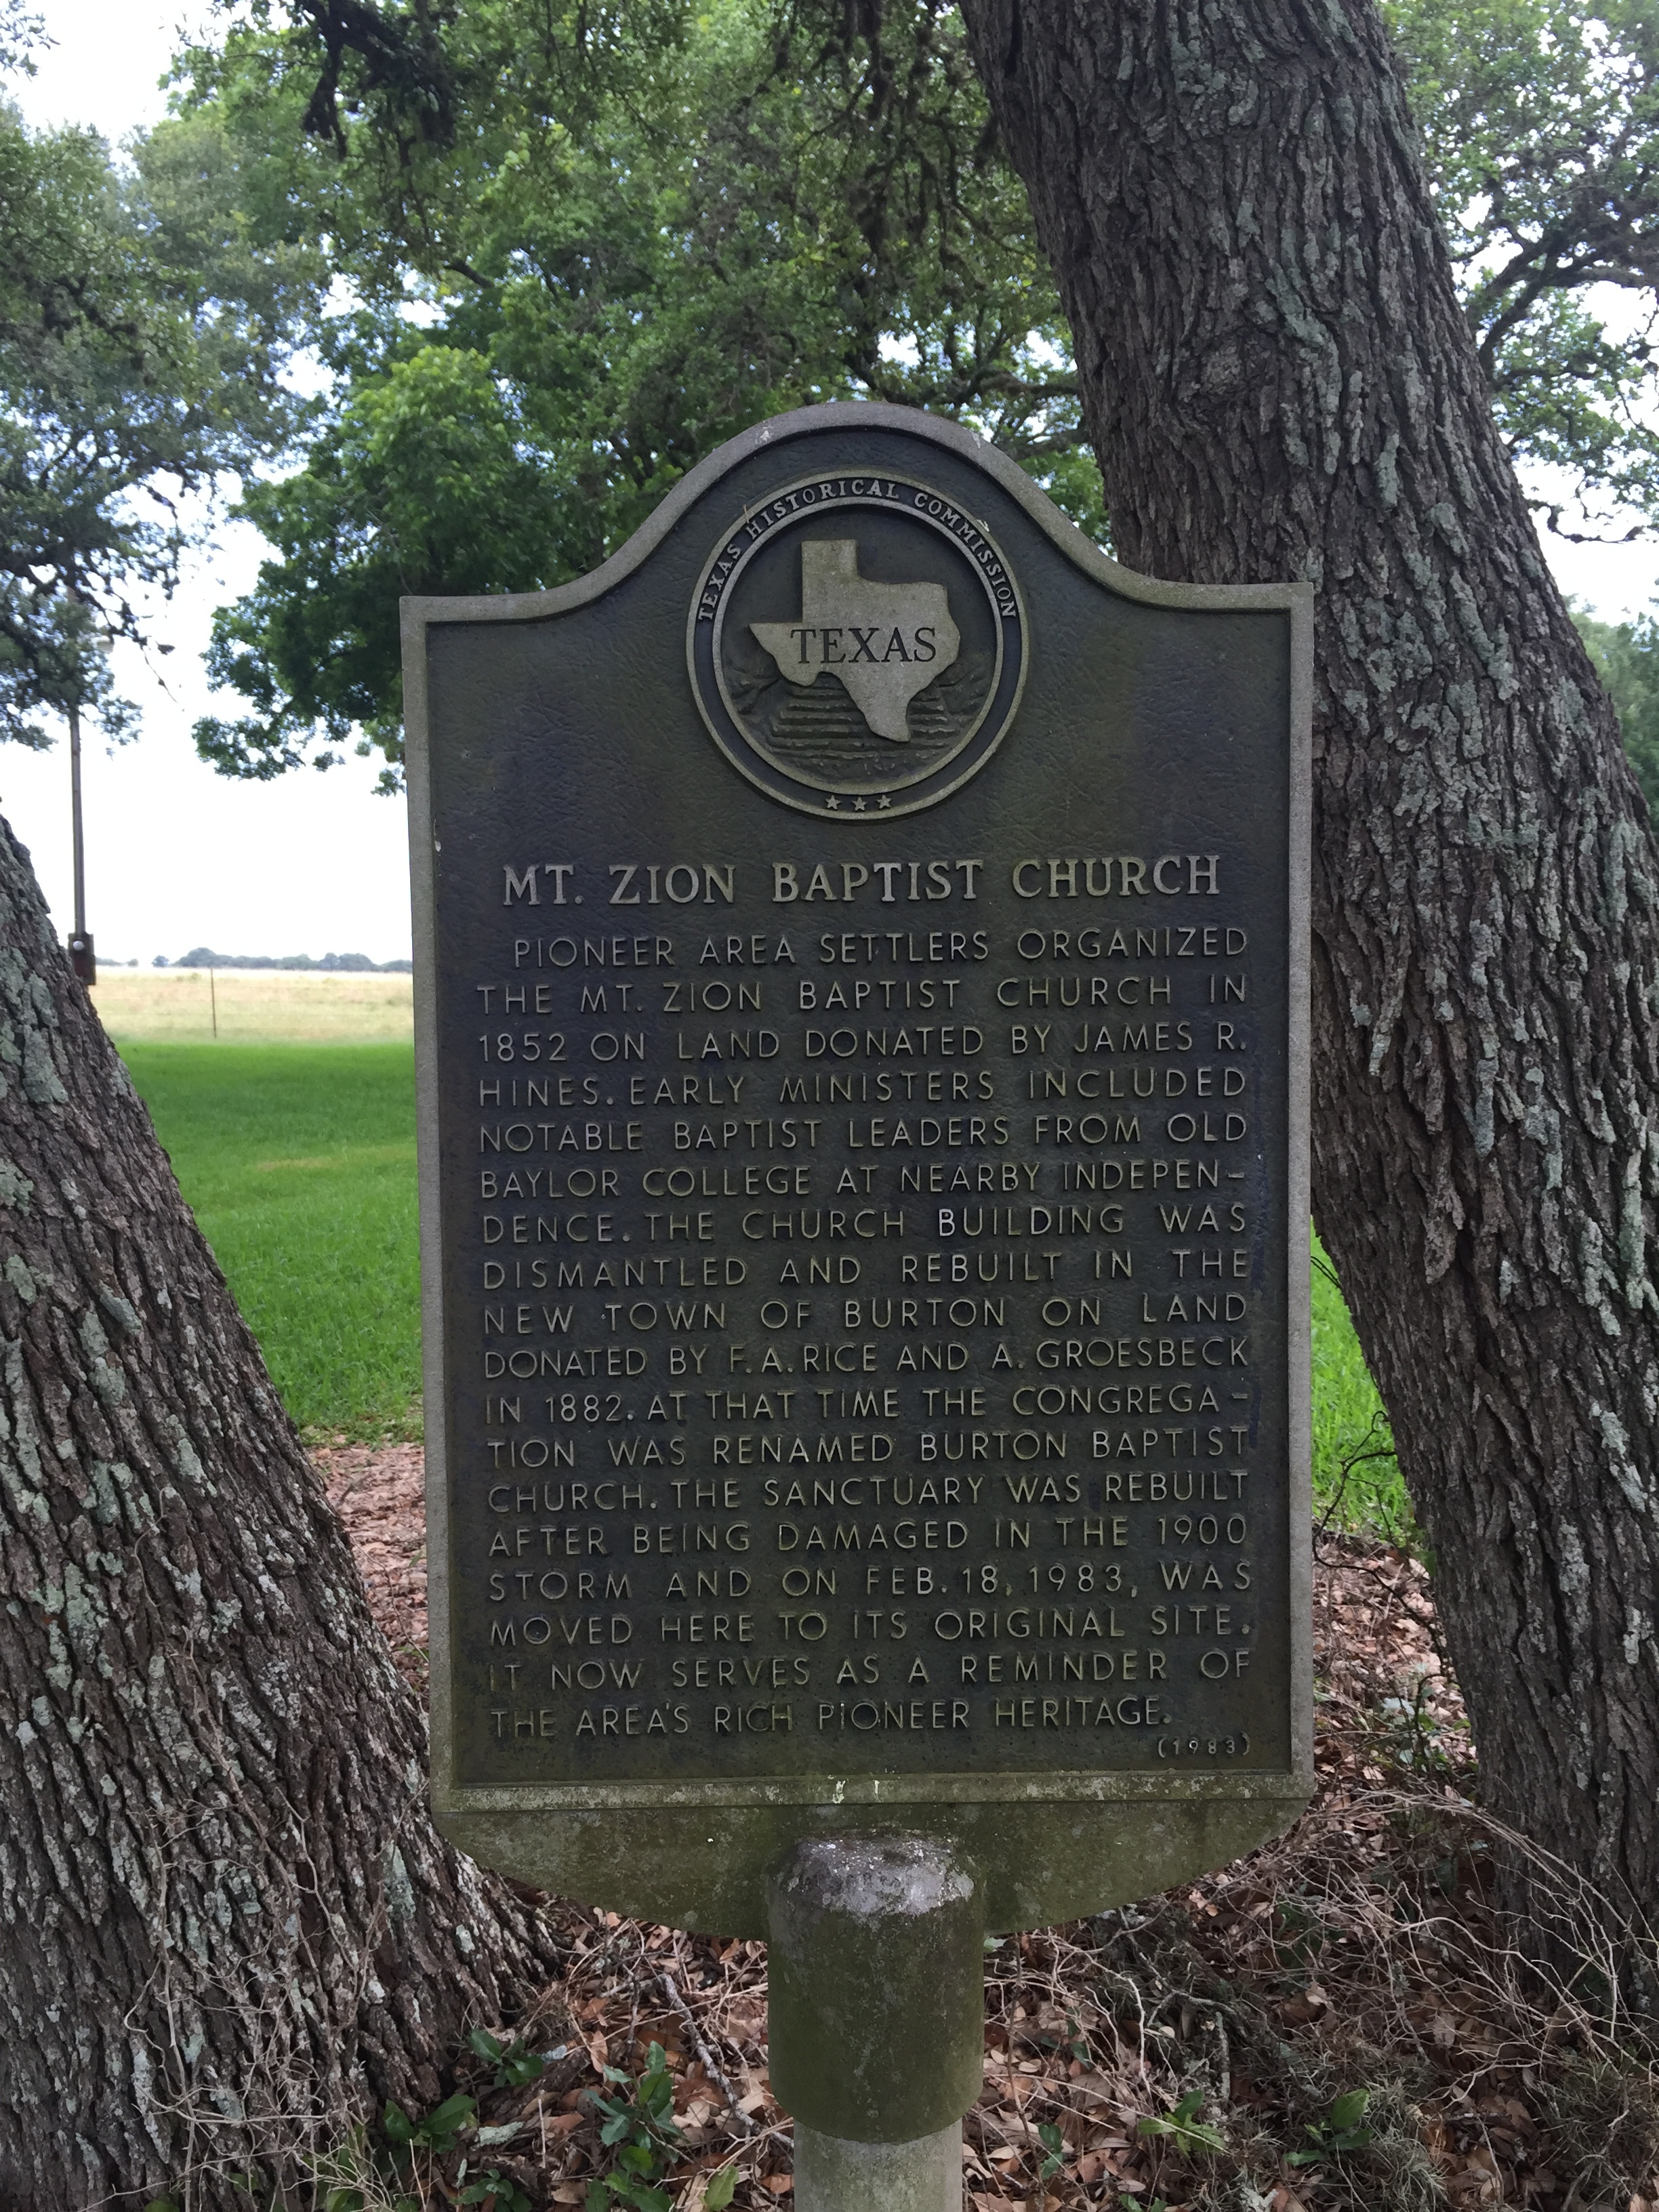 TEXAS HISTORICAL COMMISSION
TEXAS
MT. ZION BAPTIST CHURCH
PIONEER AREA SETTLERS ORGANIZED
THE MT. ZION BAPTIST CHURCH IN
1852 ON LAND DONATED BY JAMES R.
HINES. EARLY MINISTERS INCLUDED
NOTABLE BAPTIST LEADERS FROM OLD
BAYLOR COLLEGE AT NEARBY INDEPEN-
DENCE. THE CHURCH BUILDING WAS
DISMANTLED AND REBUILT IN THE
NEW TOWN OF BURTON ON LAND
DONATED BY F. A. RICE AND A. GROESBECK
IN 1882. AT THAT TIME THE CONGREGA-
TION WAS RENAMED BURTON BAPTIST
CHURCH. THE SANCTUARY WAS REBUILT
AFTER BEING DAMAGED IN THE 1900
STORM AND ON FEB. 18, 1983, WAS
MOVED HERE TO ITS ORIGINAL SITE.
IT NOW SERVES AS A REMINDER OF
THE AREA'S RICH PIONEER HERITAGE.
(1983)